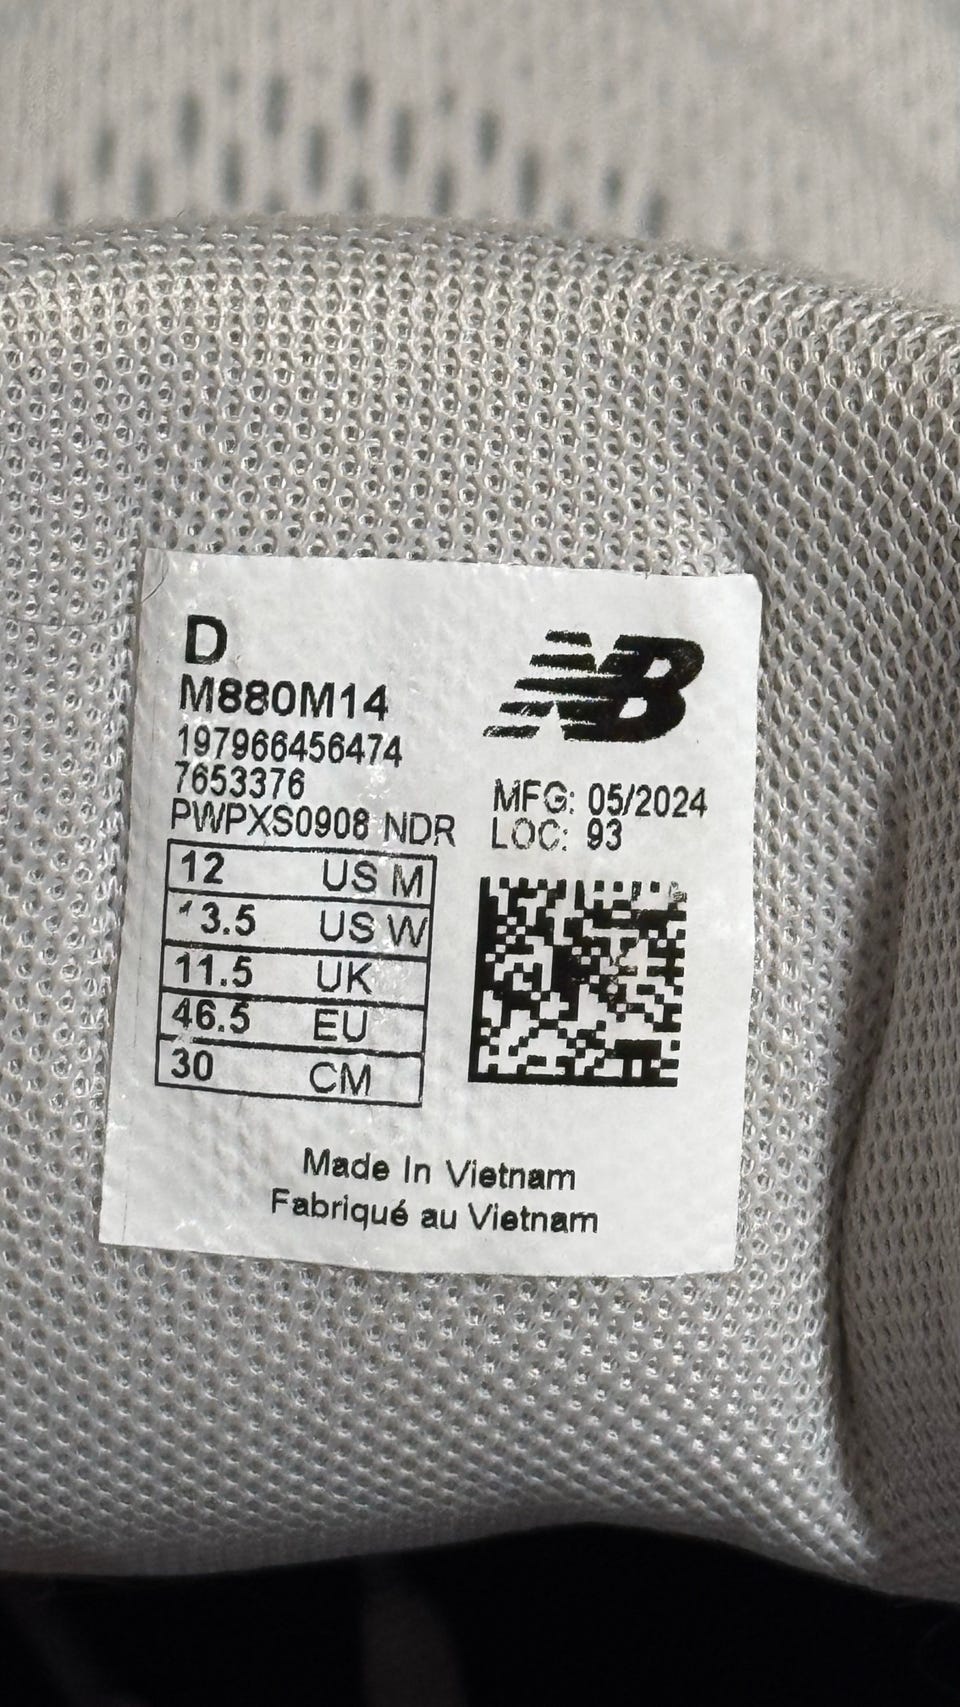 D
NB
M880M14
197966456474
7653376
PWPXS0908 NDR
MFG: 05/2024
LOC: 93
12 US M
13.5 US W
11.5 UK
46.5 EU
30 CM
Made In Vietnam
Fabriqué au Vietnam